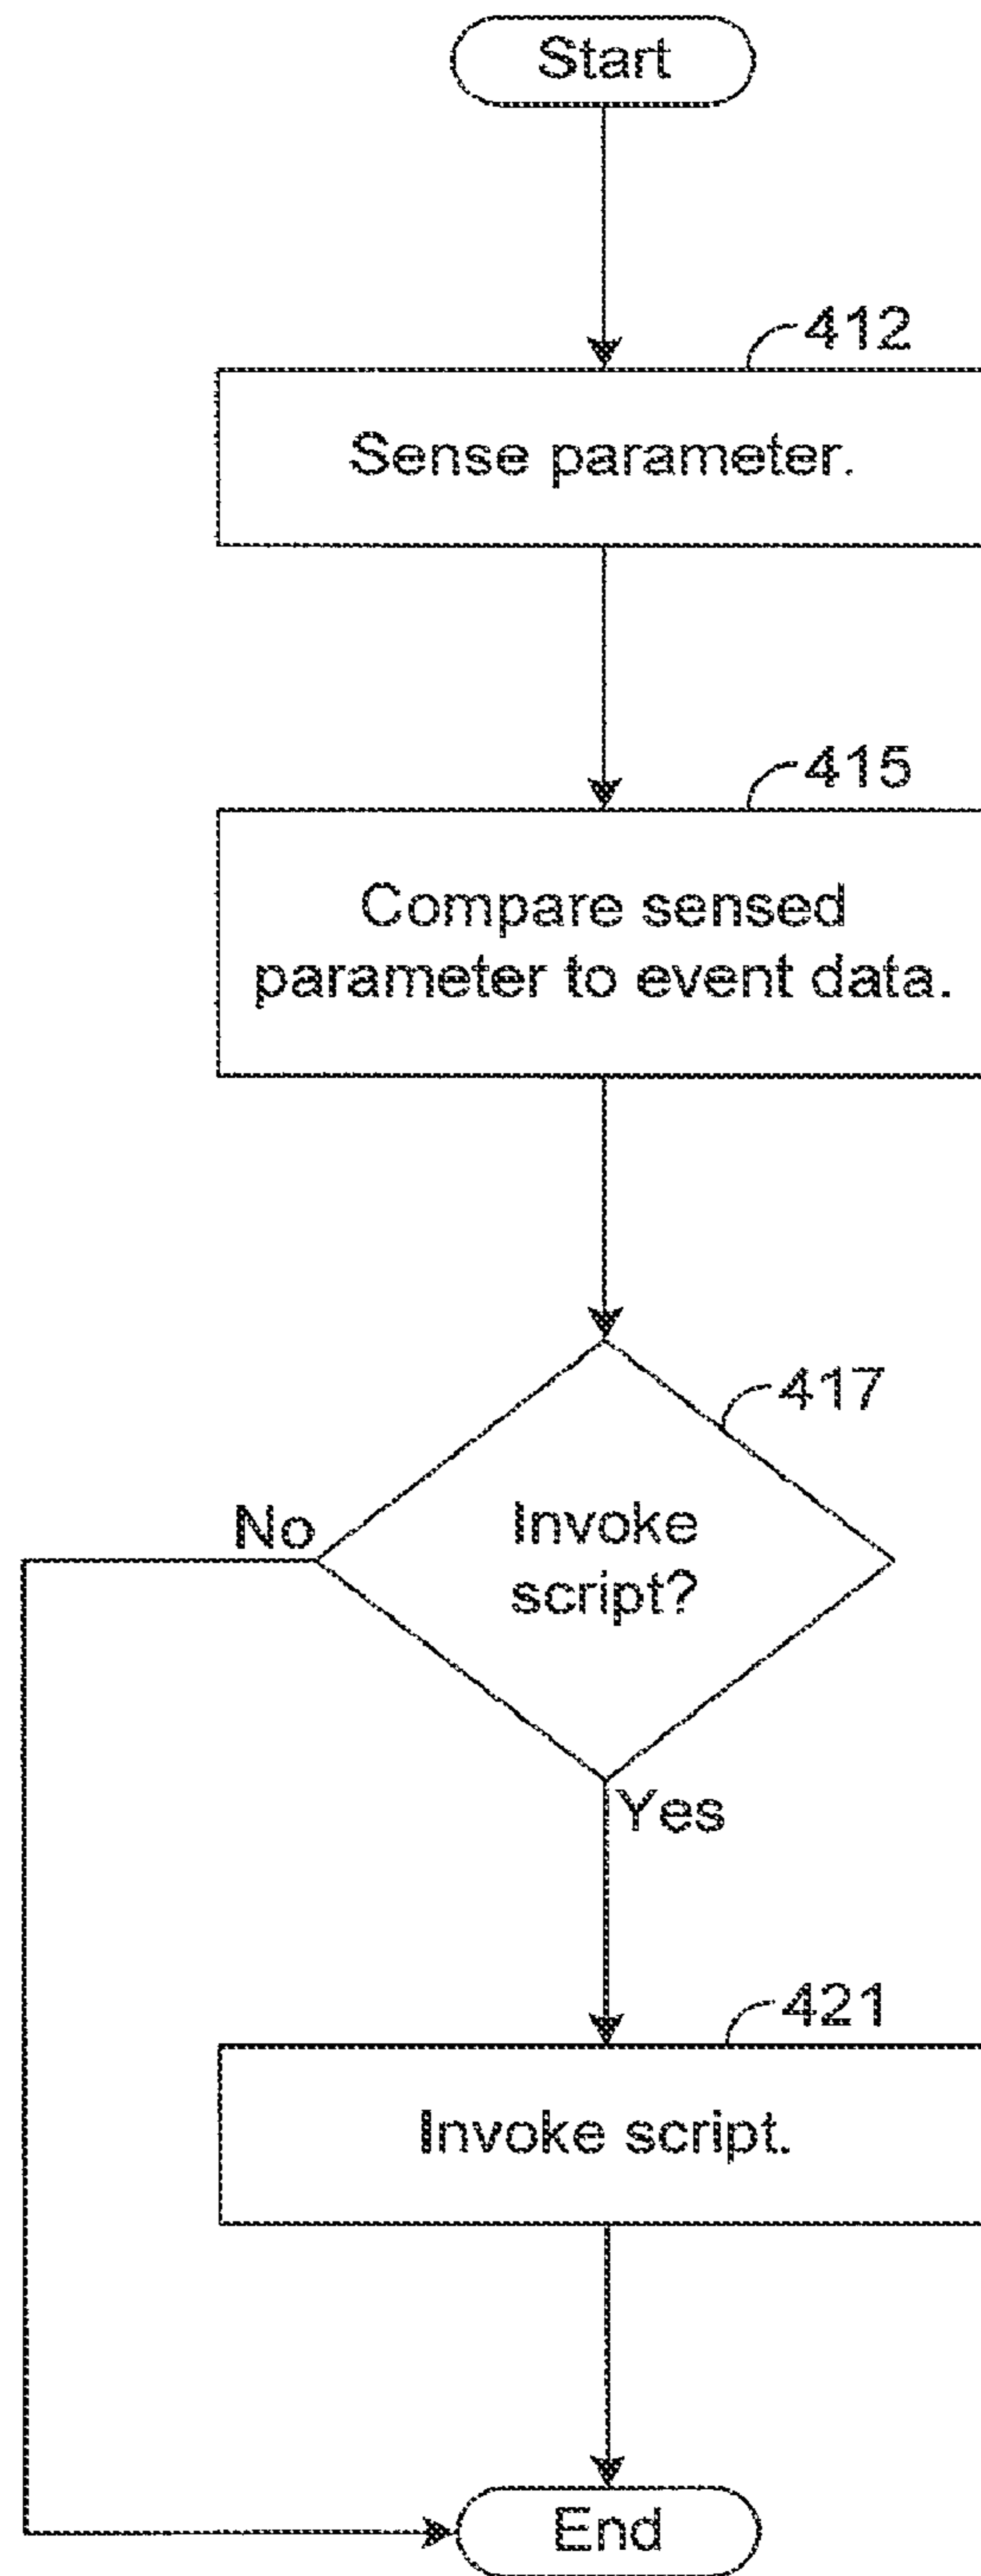 Start
412
Sense parameter.
415
Compare sensed
parameter to event data.
417
Invoke
script?
No
Yes
421
Invoke script.
End